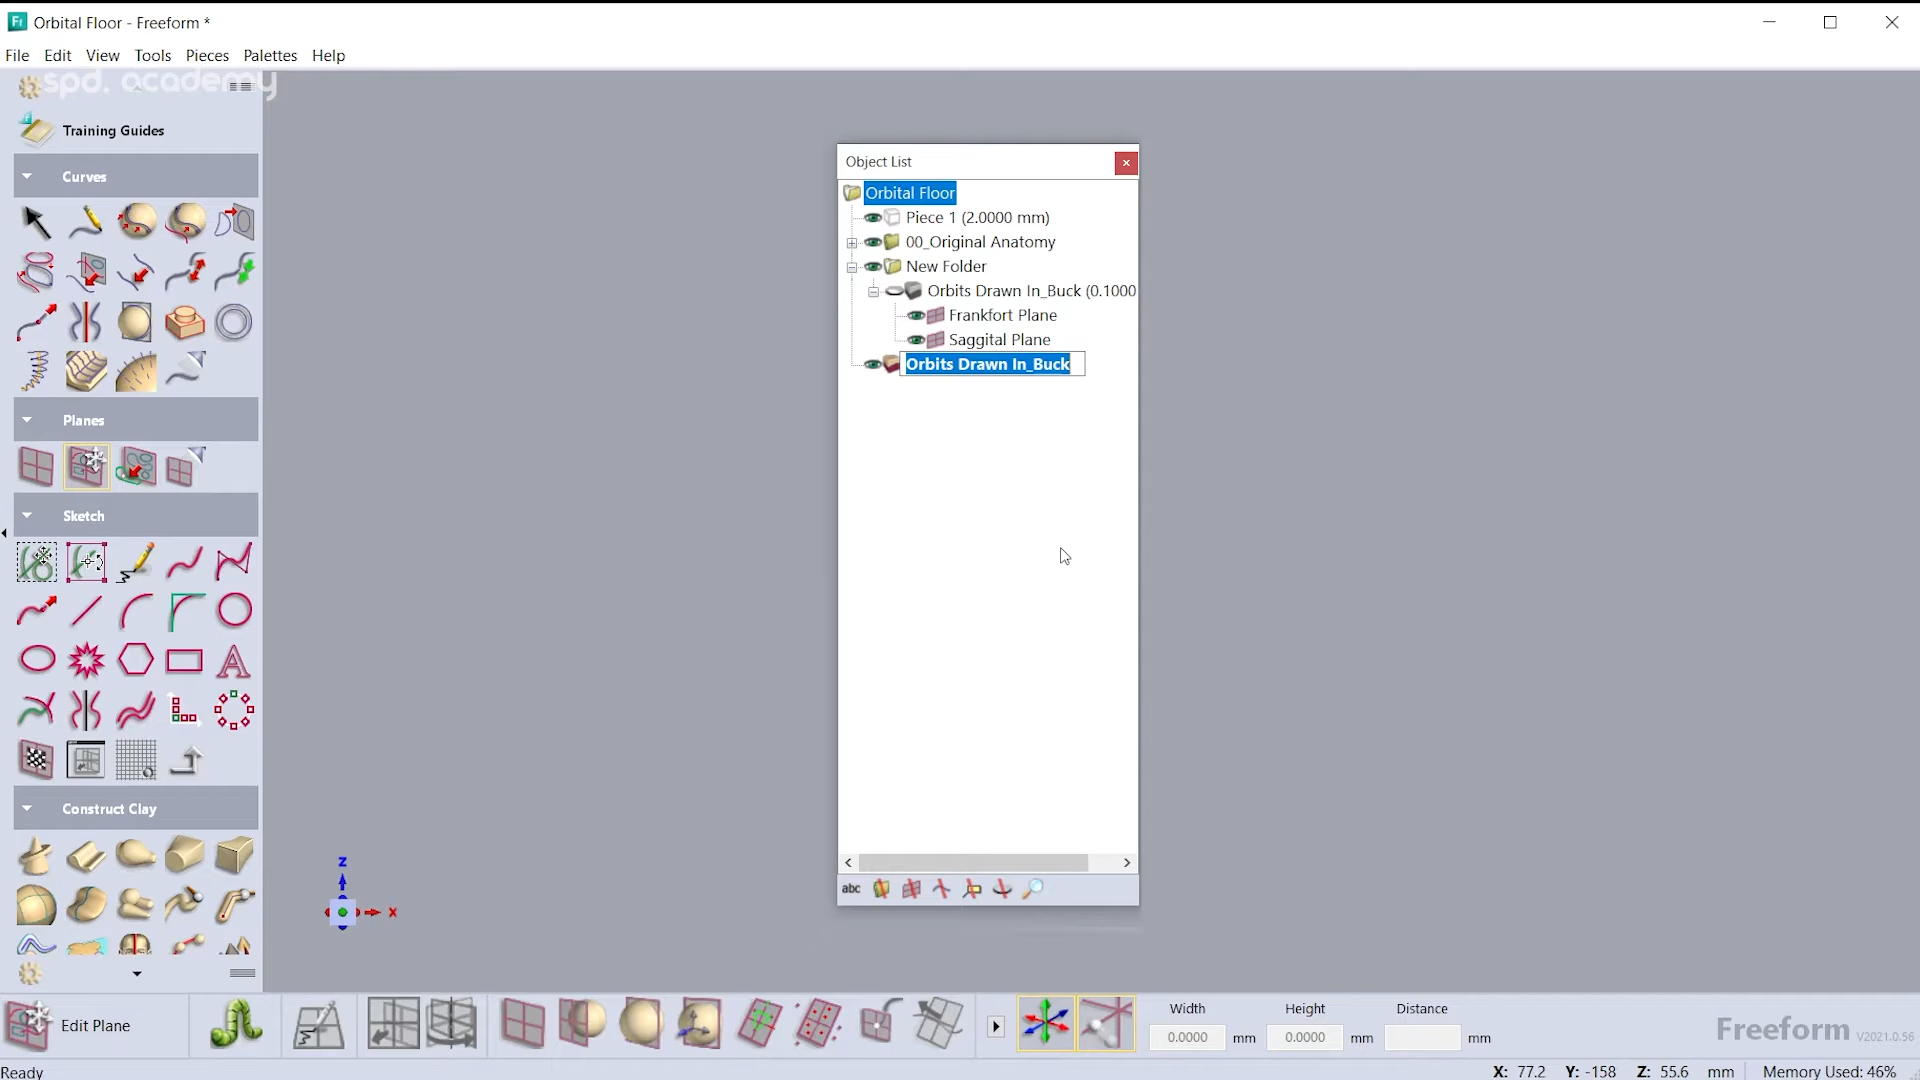 Orbital Floor - Freeform *
File Edit View Tools Pieces Palettes Help
spd. academy
Training Guides
Curves
Planes
Sketch
Construct Clay
Object List
Orbital Floor
Piece 1 (2.0000 mm)
00_Original Anatomy
New Folder
Orbits Drawn In_Buck (0.1000
Frankfort Plane
Saggital Plane
Orbits Drawn In_Buck
abc
Z
X
Edit Plane
Width Height Distance
0.0000 mm 0.0000 mm mm
Freeform V2021.0.56
Ready
X: 77.2 Y: -158 Z: 55.6 mm Memory Used: 46%